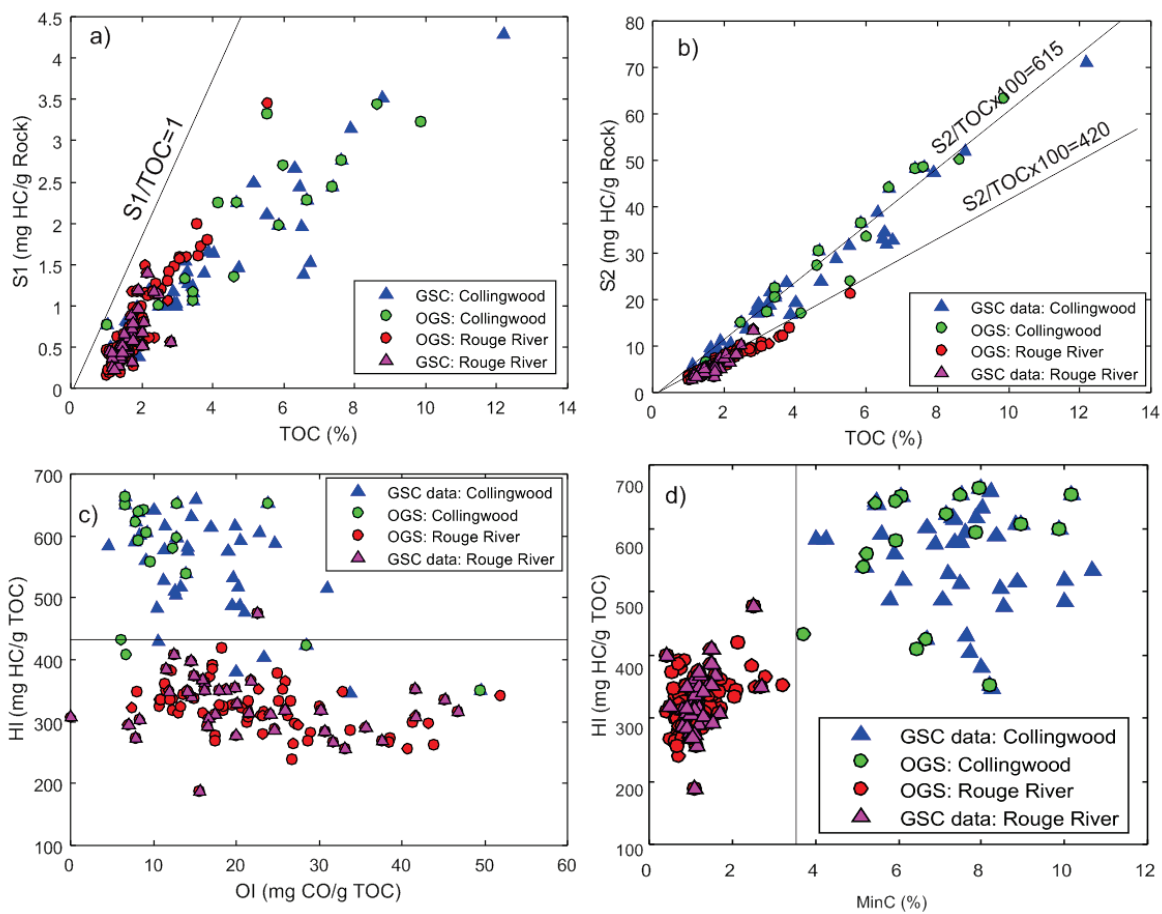 a)
4.5
4
3.5
3
2.5
2
1.5
1
0.5
0
S1 (mg HC/g Rock)
S1/TOC=1
GSC: Collingwood
OGS: Collingwood
OGS: Rouge River
GSC: Rouge River
0 2 4 6 8 10 12 14
TOC (%)
b)
80
70
60
50
40
30
20
10
0
S2 (mg HC/g Rock)
S2/TOCx100=615
S2/TOCx100=420
GSC data: Collingwood
OGS: Collingwood
OGS: Rouge River
GSC data: Rouge River
0 2 4 6 8 10 12 14
TOC (%)
c)
700
600
500
400
300
200
100
HI (mg HC/g TOC)
GSC data: Collingwood
OGS: Collingwood
OGS: Rouge River
GSC data: Rouge River
0 10 20 30 40 50 60
OI (mg CO/g TOC)
d)
700
600
500
400
300
200
100
HI (mg HC/g TOC)
GSC data: Collingwood
OGS: Collingwood
OGS: Rouge River
GSC data: Rouge River
0 2 4 6 8 10 12
MinC (%)